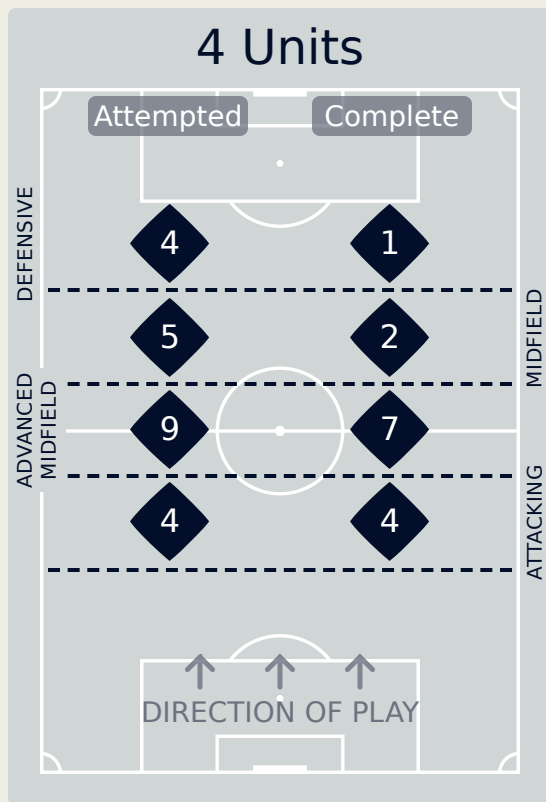 4 Units
Attempted Complete
DEFENSIVE
4 1
MIDFIELD
5 2
ADVANCED
MIDFIELD
9 7
ATTACKING
4 4
DIRECTION OF PLAY